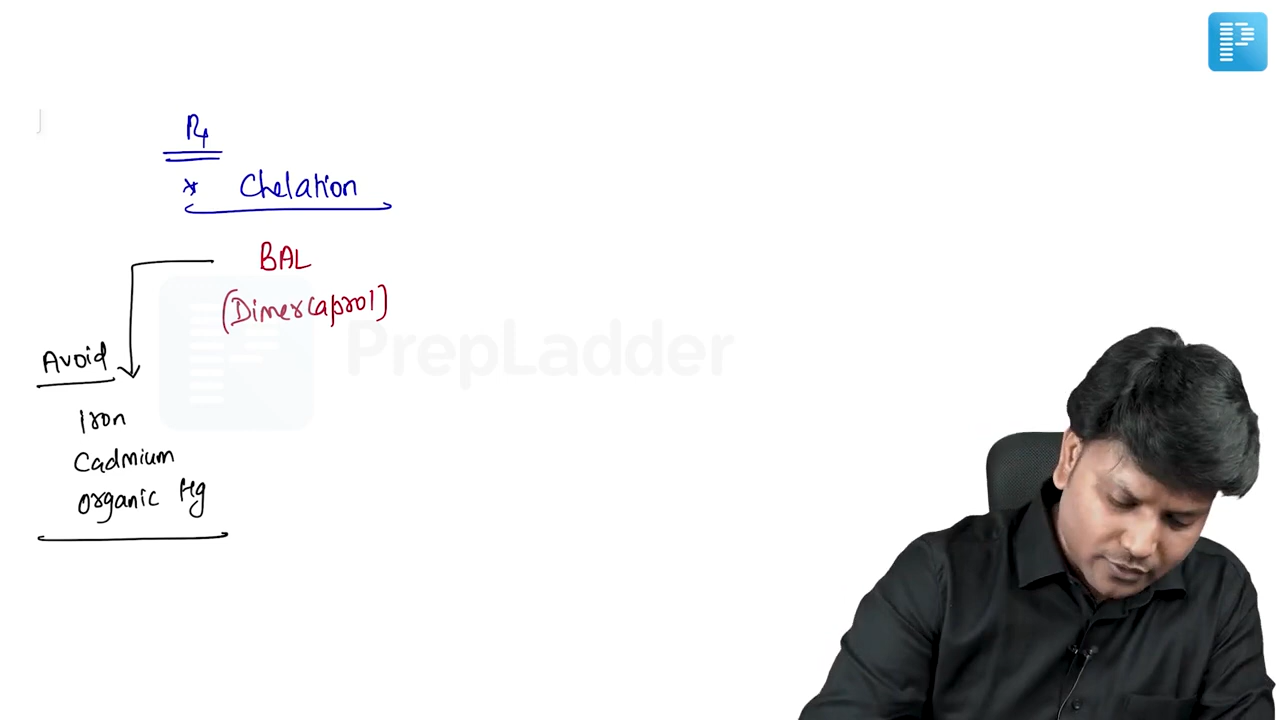 Rx
* Chelation
BAL
(Dimercaprol)
Avoid
Iron
Cadmium
organic Hg
PrepLadder